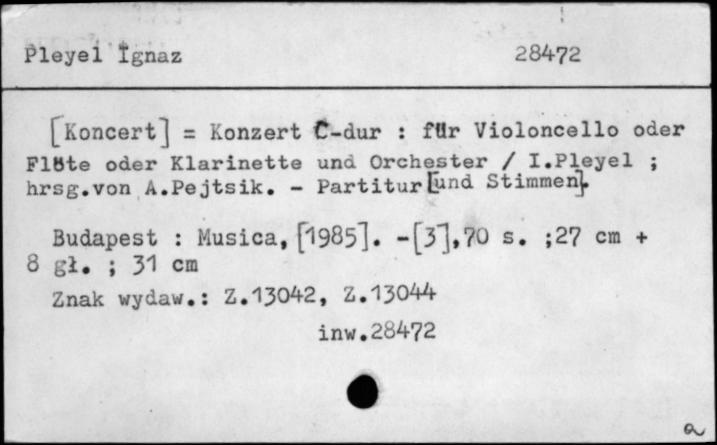 Pleyel Ignaz 28472
[Koncert] = Konzert C-dur : für Violoncello oder
Flöte oder Klarinette und Orchester / I.Pleyel ;
hrsg.von A.Pejtsik. - Partitur [und Stimmen].
Budapest : Musica, [1985]. -[3],70 s. ;27 cm +
8 gł. ; 31 cm
Znak wydaw.: Z.13042, Z.13044
inw.28472
a